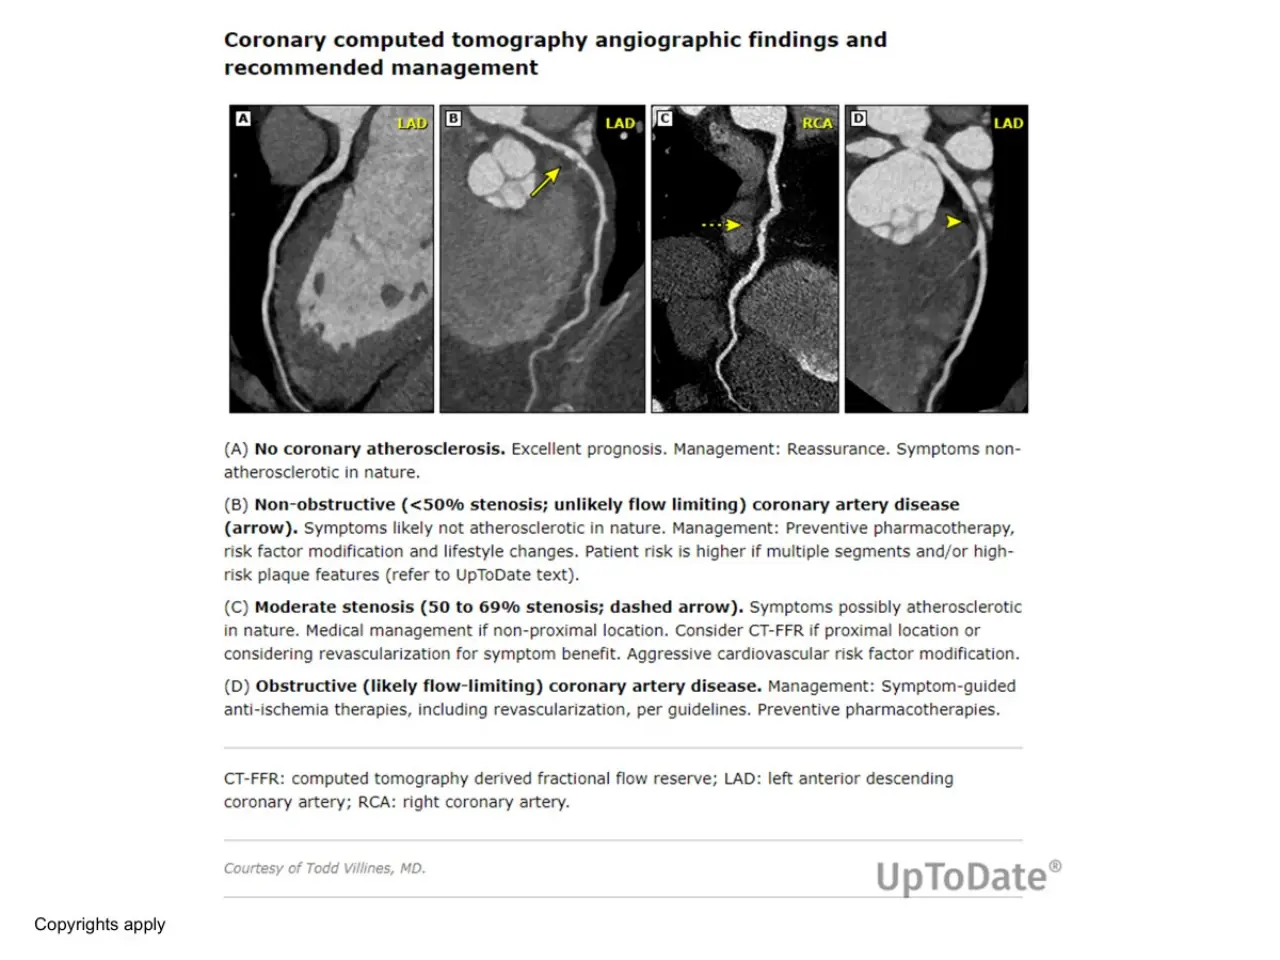 Coronary computed tomography angiographic findings and
recommended management
A LAD B LAD C RCA D LAD
(A) No coronary atherosclerosis. Excellent prognosis. Management: Reassurance. Symptoms non-
atherosclerotic in nature.
(B) Non-obstructive (<50% stenosis; unlikely flow limiting) coronary artery disease
(arrow). Symptoms likely not atherosclerotic in nature. Management: Preventive pharmacotherapy,
risk factor modification and lifestyle changes. Patient risk is higher if multiple segments and/or high-
risk plaque features (refer to UpToDate text).
(C) Moderate stenosis (50 to 69% stenosis; dashed arrow). Symptoms possibly atherosclerotic
in nature. Medical management if non-proximal location. Consider CT-FFR if proximal location or
considering revascularization for symptom benefit. Aggressive cardiovascular risk factor modification.
(D) Obstructive (likely flow-limiting) coronary artery disease. Management: Symptom-guided
anti-ischemia therapies, including revascularization, per guidelines. Preventive pharmacotherapies.
CT-FFR: computed tomography derived fractional flow reserve; LAD: left anterior descending
coronary artery; RCA: right coronary artery.
Courtesy of Todd Villines, MD.
UpToDate®
Copyrights apply